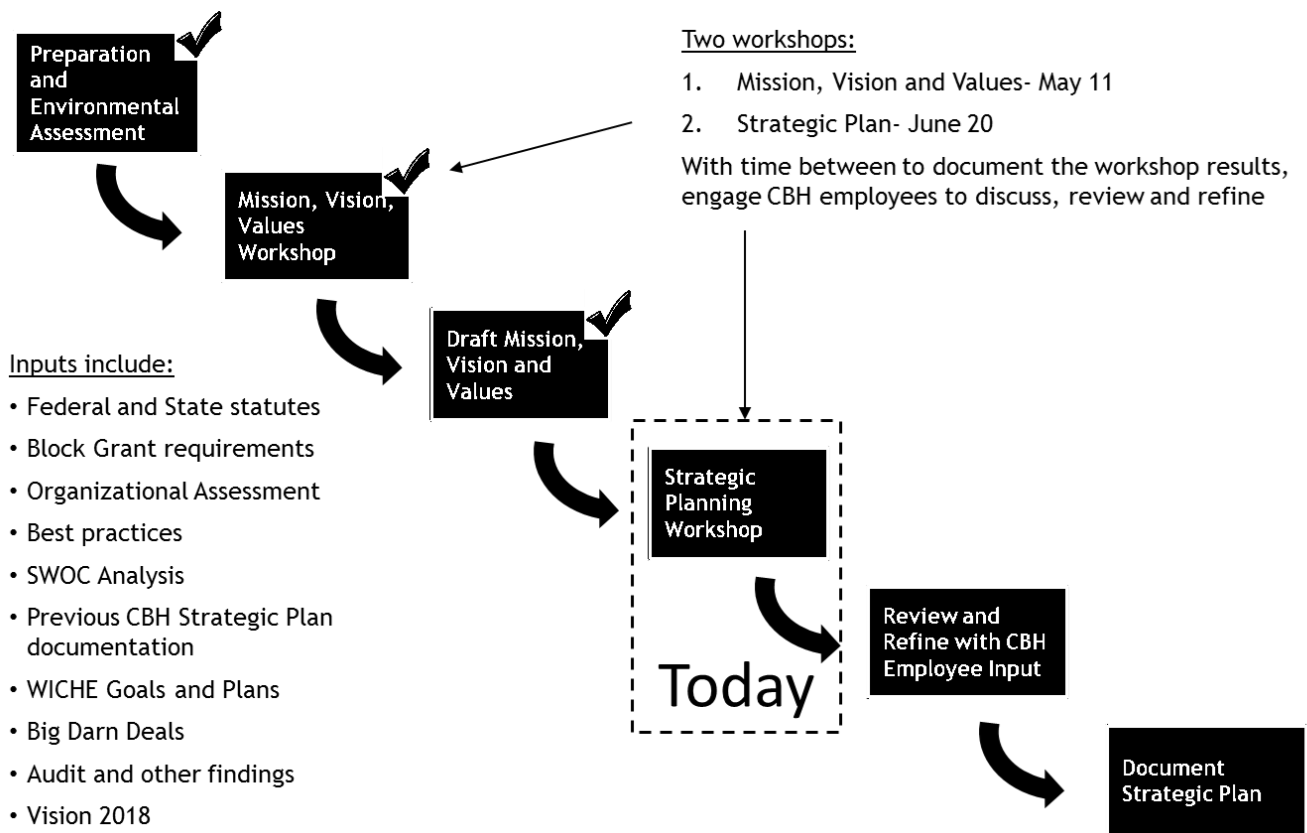 Preparation
and
Environmental
Assessment
Two workshops:
1. Mission, Vision and Values- May 11
2. Strategic Plan- June 20
With time between to document the workshop results,
engage CBH employees to discuss, review and refine
Mission, Vision,
Values
Workshop
Draft Mission,
Vision and
Values
Inputs include:
• Federal and State statutes
• Block Grant requirements
• Organizational Assessment
• Best practices
• SWOC Analysis
• Previous CBH Strategic Plan
documentation
• WICHE Goals and Plans
• Big Darn Deals
• Audit and other findings
• Vision 2018
Strategic
Planning
Workshop
Today
Review and
Refine with CBH
Employee Input
Document
Strategic Plan